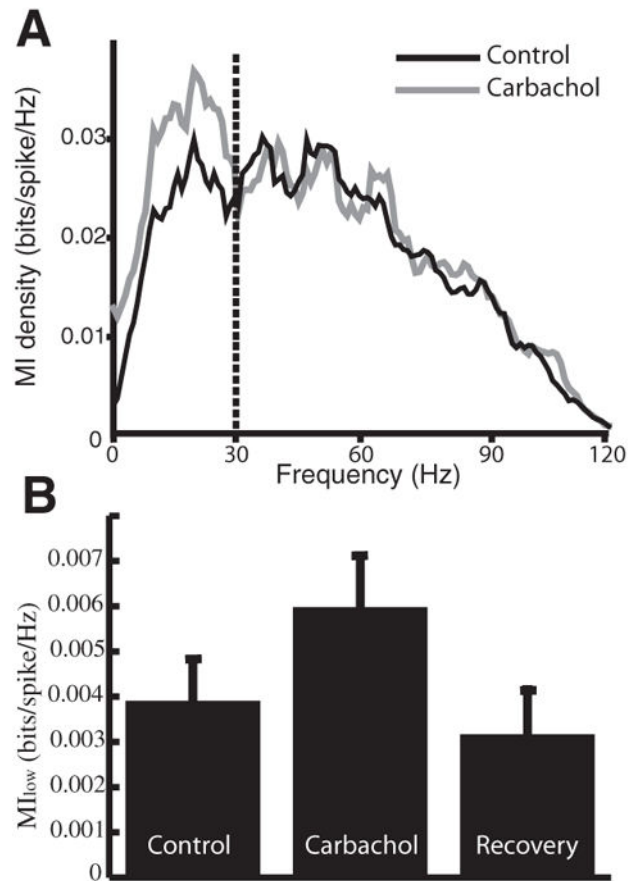 A
Control
Carbachol
MI density (bits/spike/Hz)
0.03
0.02
0.01
0
0 30 60 90 120
Frequency (Hz)
B
MIlow (bits/spike/Hz)
0.007
0.006
0.005
0.004
0.003
0.002
0.001
0
Control Carbachol Recovery